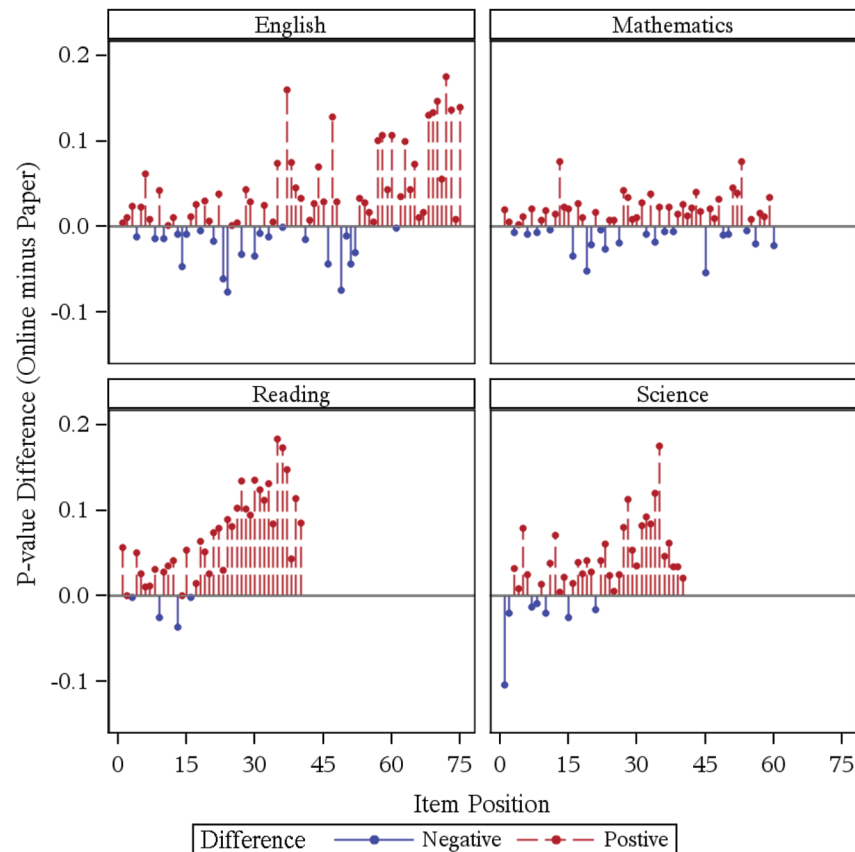 English
Mathematics
0.2
0.1
0.0
-0.1
Reading
Science
0.2
0.1
0.0
-0.1
P-value Difference (Online minus Paper)
0 15 30 45 60 75 0 15 30 45 60 75
Item Position
Difference Negative Postive